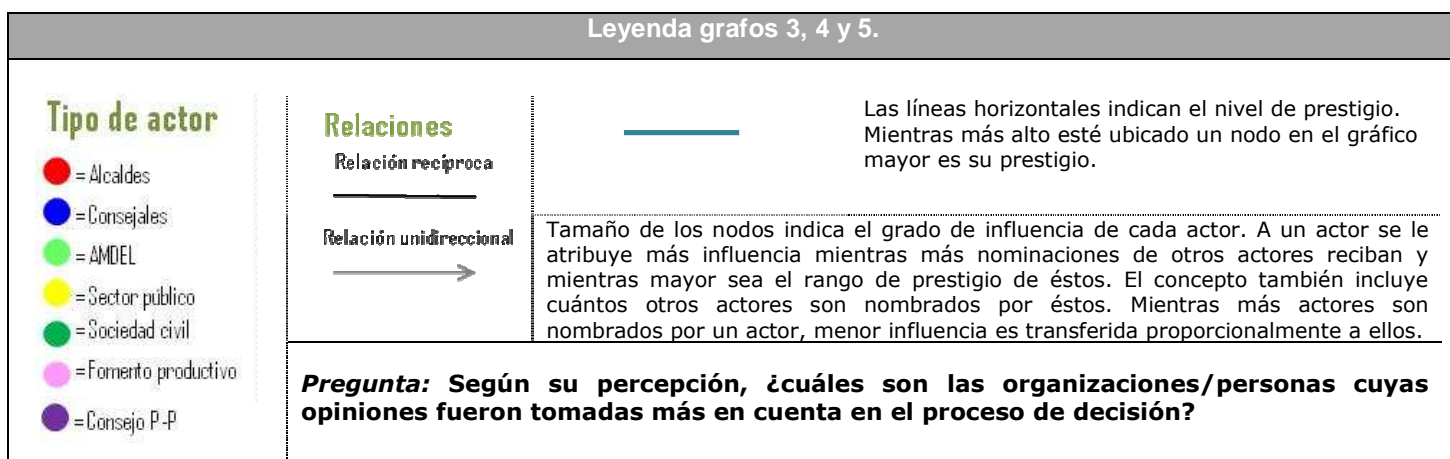 Leyenda grafos 3, 4 y 5.
Tipo de actor
= Alcaldes
= Consejales
= AMDEL
= Sector público
= Sociedad civil
= Fomento productivo
= Consejo P-P
Relaciones
Relación recíproca
Relación unidireccional
Las líneas horizontales indican el nivel de prestigio.
Mientras más alto esté ubicado un nodo en el gráfico
mayor es su prestigio.
Tamaño de los nodos indica el grado de influencia de cada actor. A un actor se le
atribuye más influencia mientras más nominaciones de otros actores reciban y
mientras mayor sea el rango de prestigio de éstos. El concepto también incluye
cuántos otros actores son nombrados por éstos. Mientras más actores son
nombrados por un actor, menor influencia es transferida proporcionalmente a ellos.
Pregunta: Según su percepción, ¿cuáles son las organizaciones/personas cuyas
opiniones fueron tomadas más en cuenta en el proceso de decisión?